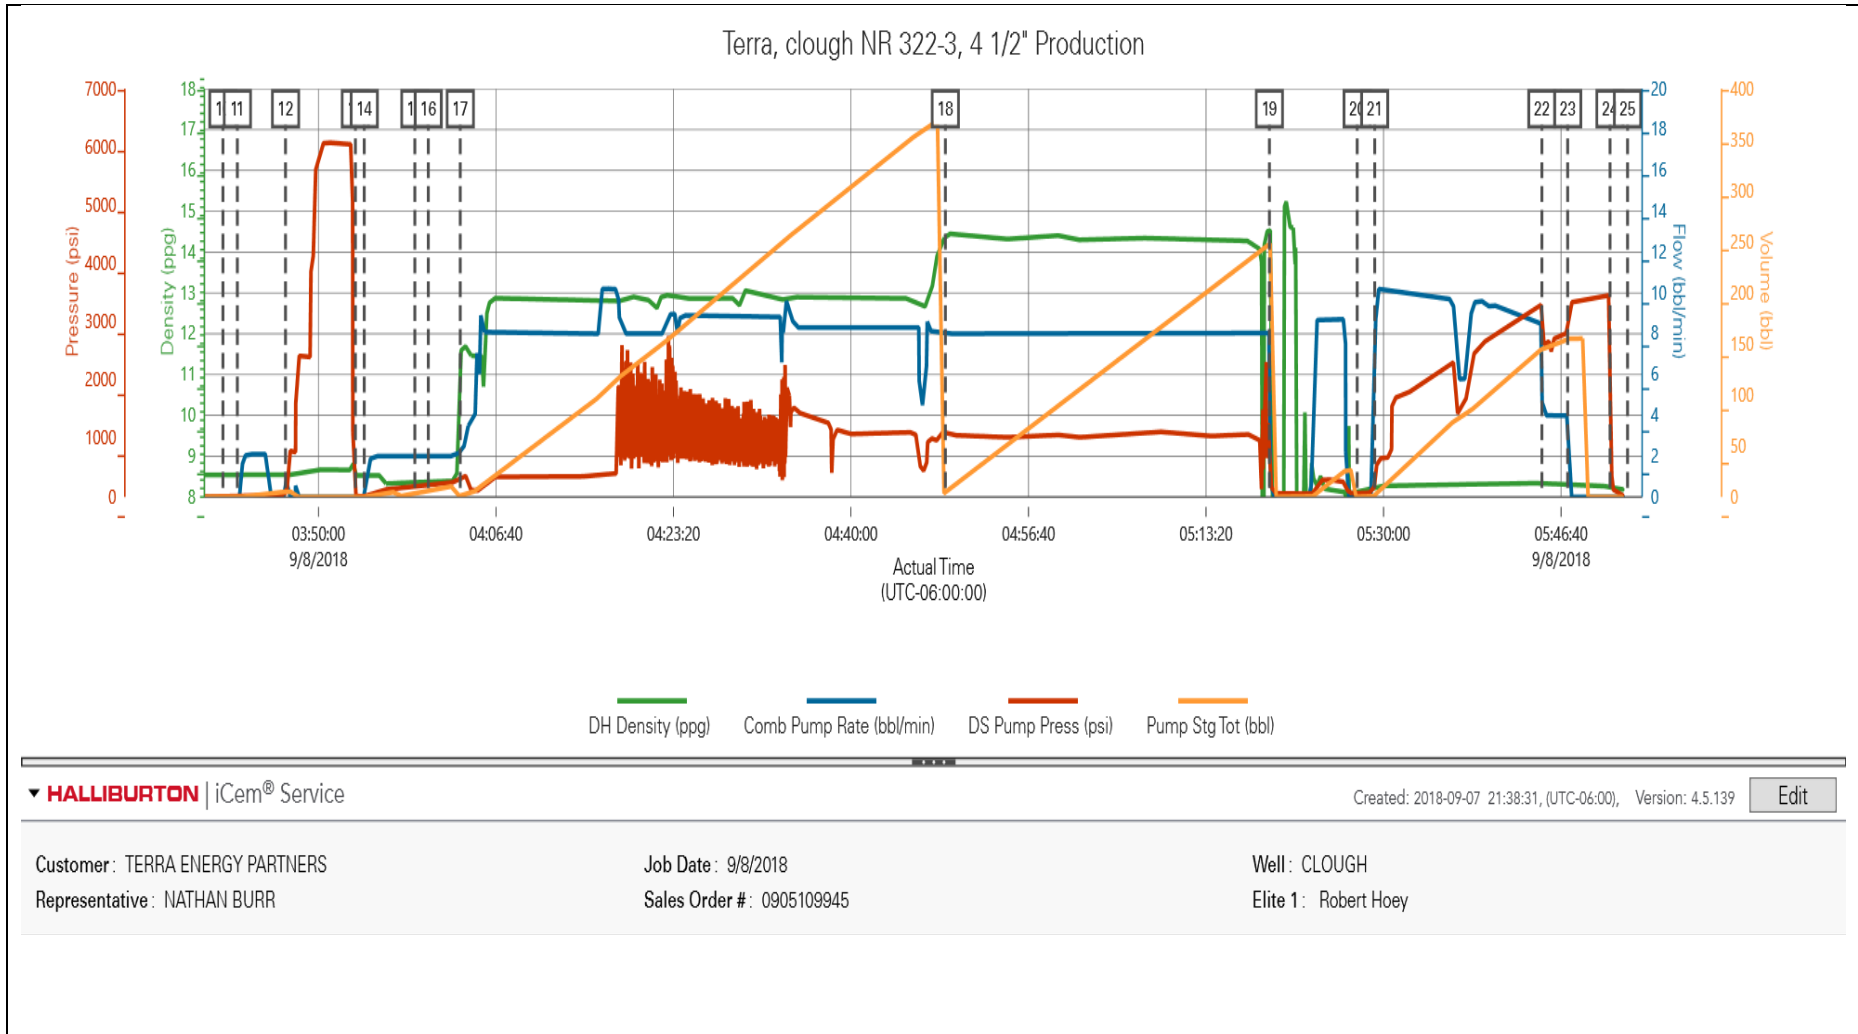 Terra, clough NR 322-3, 4 1/2" Production
7000 6000 5000 4000 3000 2000 1000 0
Pressure (psi)
18 17 16 15 14 13 12 11 10 9 8
Density (ppg)
11 12 14 16 17 18 19 20 21 22 23 24 25
20 18 16 14 12 10 8 6 4 2 0
Flow (bbl/min)
400 350 300 250 200 150 100 50 0
Volume (bbl)
03:50:00 04:06:40 04:23:20 04:40:00 04:56:40 05:13:20 05:30:00 05:46:40
9/8/2018 9/8/2018
Actual Time
(UTC-06:00:00)
DH Density (ppg) Comb Pump Rate (bbl/min) DS Pump Press (psi) Pump Stg Tot (bbl)
HALLIBURTON | iCem® Service Created: 2018-09-07 21:38:31, (UTC-06:00), Version: 4.5.139 Edit
Customer : TERRA ENERGY PARTNERS Job Date : 9/8/2018 Well : CLOUGH
Representative : NATHAN BURR Sales Order # : 0905109945 Elite 1 : Robert Hoey